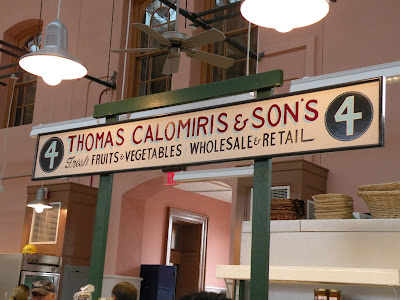 4 THOMAS CALOMIRIS & SON'S 4
Fresh FRUITS & VEGETABLES WHOLESALE & RETAIL